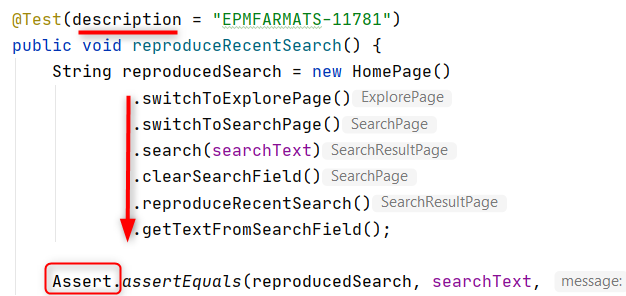 @Test(description = "EPMFARMATS-11781")
public void reproduceRecentSearch() {
String reproducedSearch = new HomePage()
.switchToExplorePage() ExplorePage
.switchToSearchPage() SearchPage
.search(searchText) SearchResultPage
.clearSearchField() SearchPage
.reproduceRecentSearch() SearchResultPage
.getTextFromSearchField();
Assert.assertEquals(reproducedSearch, searchText, message: